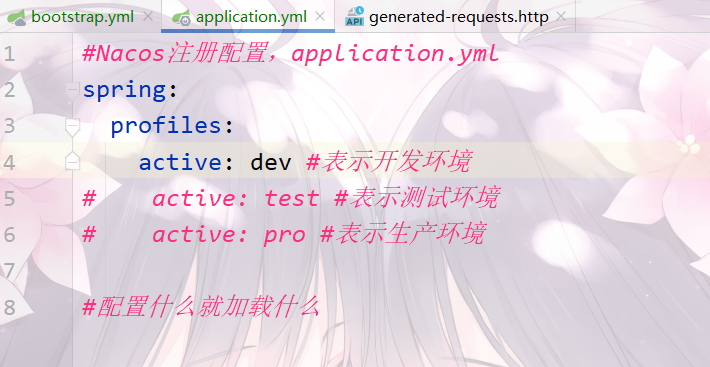 bootstrap.yml × application.yml × generated-requests.http ×
1 #Nacos注册配置，application.yml
2 spring:
3   profiles:
4     active: dev #表示开发环境
5 #    active: test #表示测试环境
6 #    active: pro #表示生产环境
7
8 #配置什么就加载什么
API